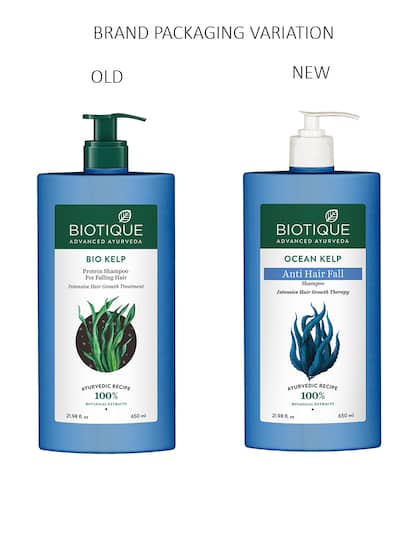 BRAND PACKAGING VARIATION
OLD
NEW
BIOTIQUE
ADVANCED AYURVEDA
BIO KELP
Protein Shampoo
For Falling Hair
Intensive Hair Growth Treatment
AYURVEDIC RECIPE
100%
BOTANICAL EXTRACTS
21.98 fl. oz 650 ml
BIOTIQUE
ADVANCED AYURVEDA
OCEAN KELP
Anti Hair Fall
Shampoo
Intensive Hair Growth Therapy
AYURVEDIC RECIPE
100%
BOTANICAL EXTRACTS
21.98 fl. oz 650 ml